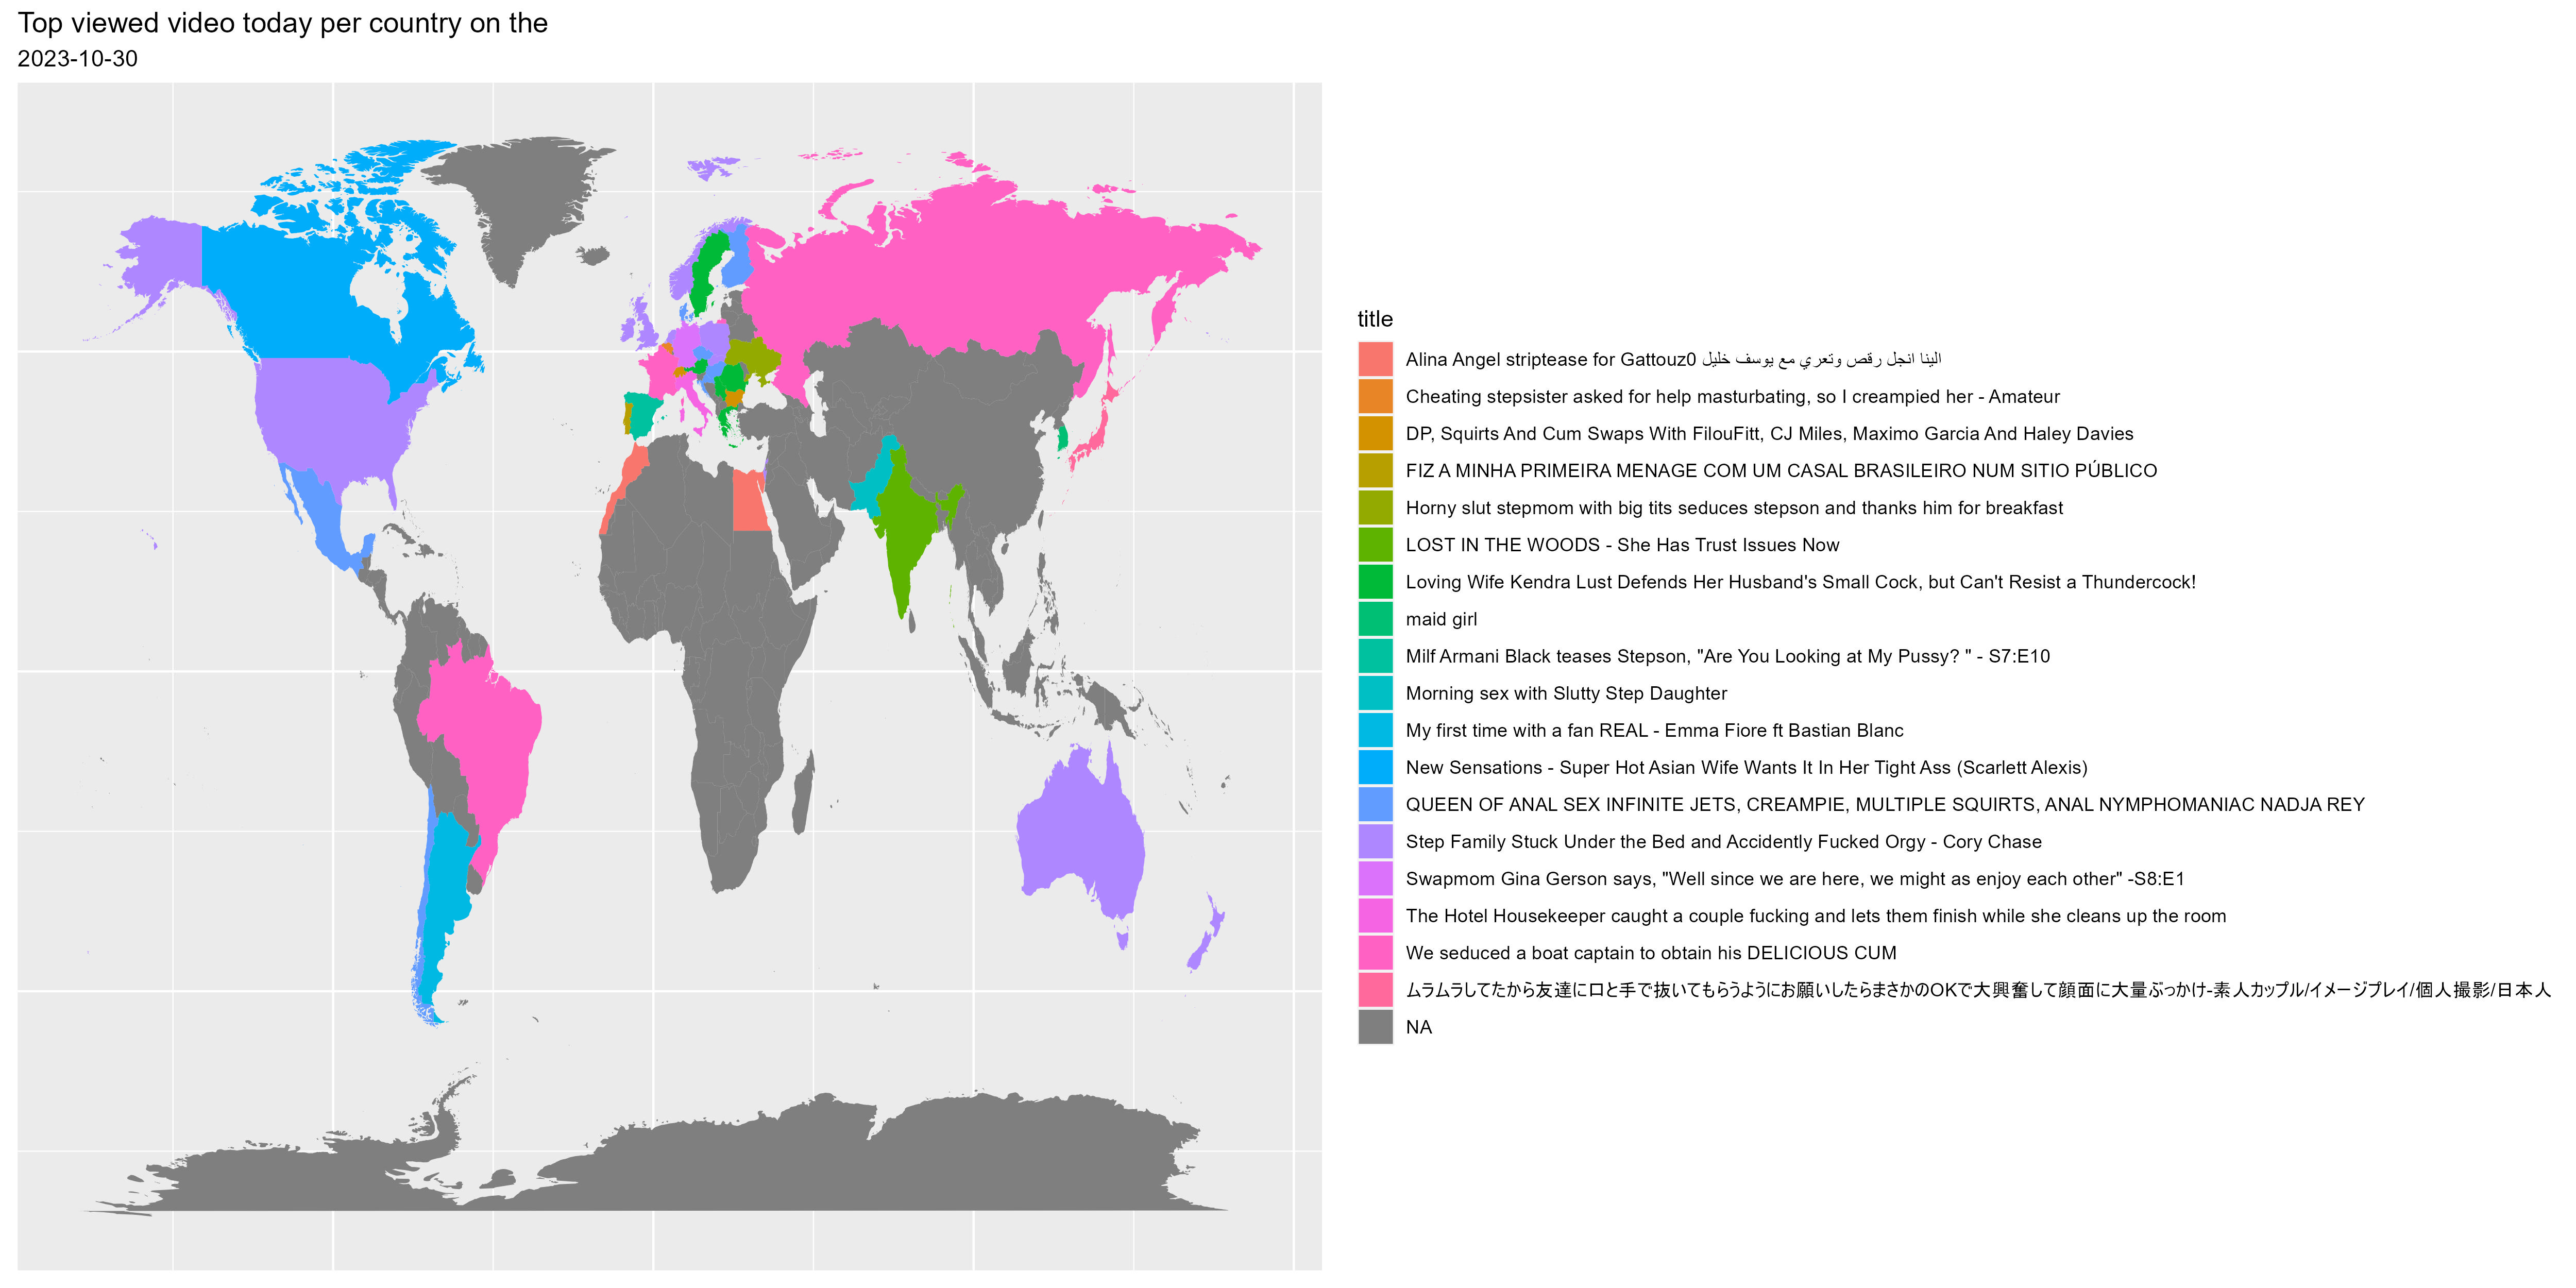 Top viewed video today per country on the
2023-10-30
title
Alina Angel striptease for Gattouz0 الينا انجل رقص وتعري مع يوسف خليل
Cheating stepsister asked for help masturbating, so I creampied her - Amateur
DP, Squirts And Cum Swaps With FilouFitt, CJ Miles, Maximo Garcia And Haley Davies
FIZ A MINHA PRIMEIRA MENAGE COM UM CASAL BRASILEIRO NUM SITIO PÚBLICO
Horny slut stepmom with big tits seduces stepson and thanks him for breakfast
LOST IN THE WOODS - She Has Trust Issues Now
Loving Wife Kendra Lust Defends Her Husband's Small Cock, but Can't Resist a Thundercock!
maid girl
Milf Armani Black teases Stepson, "Are You Looking at My Pussy? " - S7:E10
Morning sex with Slutty Step Daughter
My first time with a fan REAL - Emma Fiore ft Bastian Blanc
New Sensations - Super Hot Asian Wife Wants It In Her Tight Ass (Scarlett Alexis)
QUEEN OF ANAL SEX INFINITE JETS, CREAMPIE, MULTIPLE SQUIRTS, ANAL NYMPHOMANIAC NADJA REY
Step Family Stuck Under the Bed and Accidently Fucked Orgy - Cory Chase
Swapmom Gina Gerson says, "Well since we are here, we might as enjoy each other" -S8:E1
The Hotel Housekeeper caught a couple fucking and lets them finish while she cleans up the room
We seduced a boat captain to obtain his DELICIOUS CUM
ムラムラしてたから友達に口と手で抜いてもらうようにお願いしたらまさかのOKで大興奮して顔面に大量ぶっかけ-素人カップル/イメージプレイ/個人撮影/日本人
NA